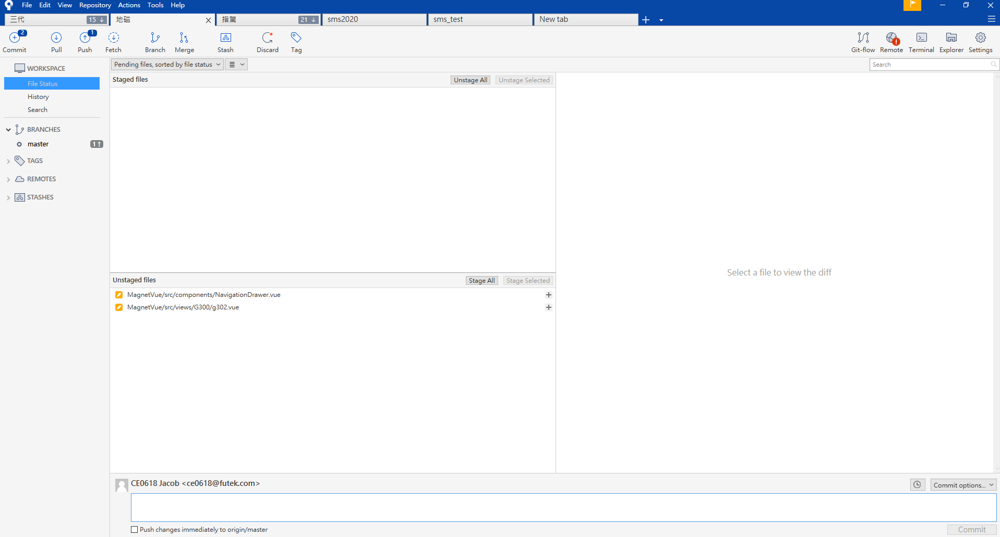 File Edit View Repository Actions Tools Help
三代 15 ↓ 地磁 指駕 21 ↓ sms2020 sms_test New tab
2 1
Commit Pull Push Fetch Branch Merge Stash Discard Tag Git-flow Remote Terminal Explorer Settings
WORKSPACE
File Status
History
Search
BRANCHES
master 1↑
TAGS
REMOTES
STASHES
Pending files, sorted by file status
Search
Staged files Unstage All Unstage Selected
Select a file to view the diff
Unstaged files Stage All Stage Selected
MagnetVue/src/components/NavigationDrawer.vue
MagnetVue/src/views/G300/g302.vue
CE0618 Jacob <ce0618@futek.com>
Commit options...
Push changes immediately to origin/master
Commit